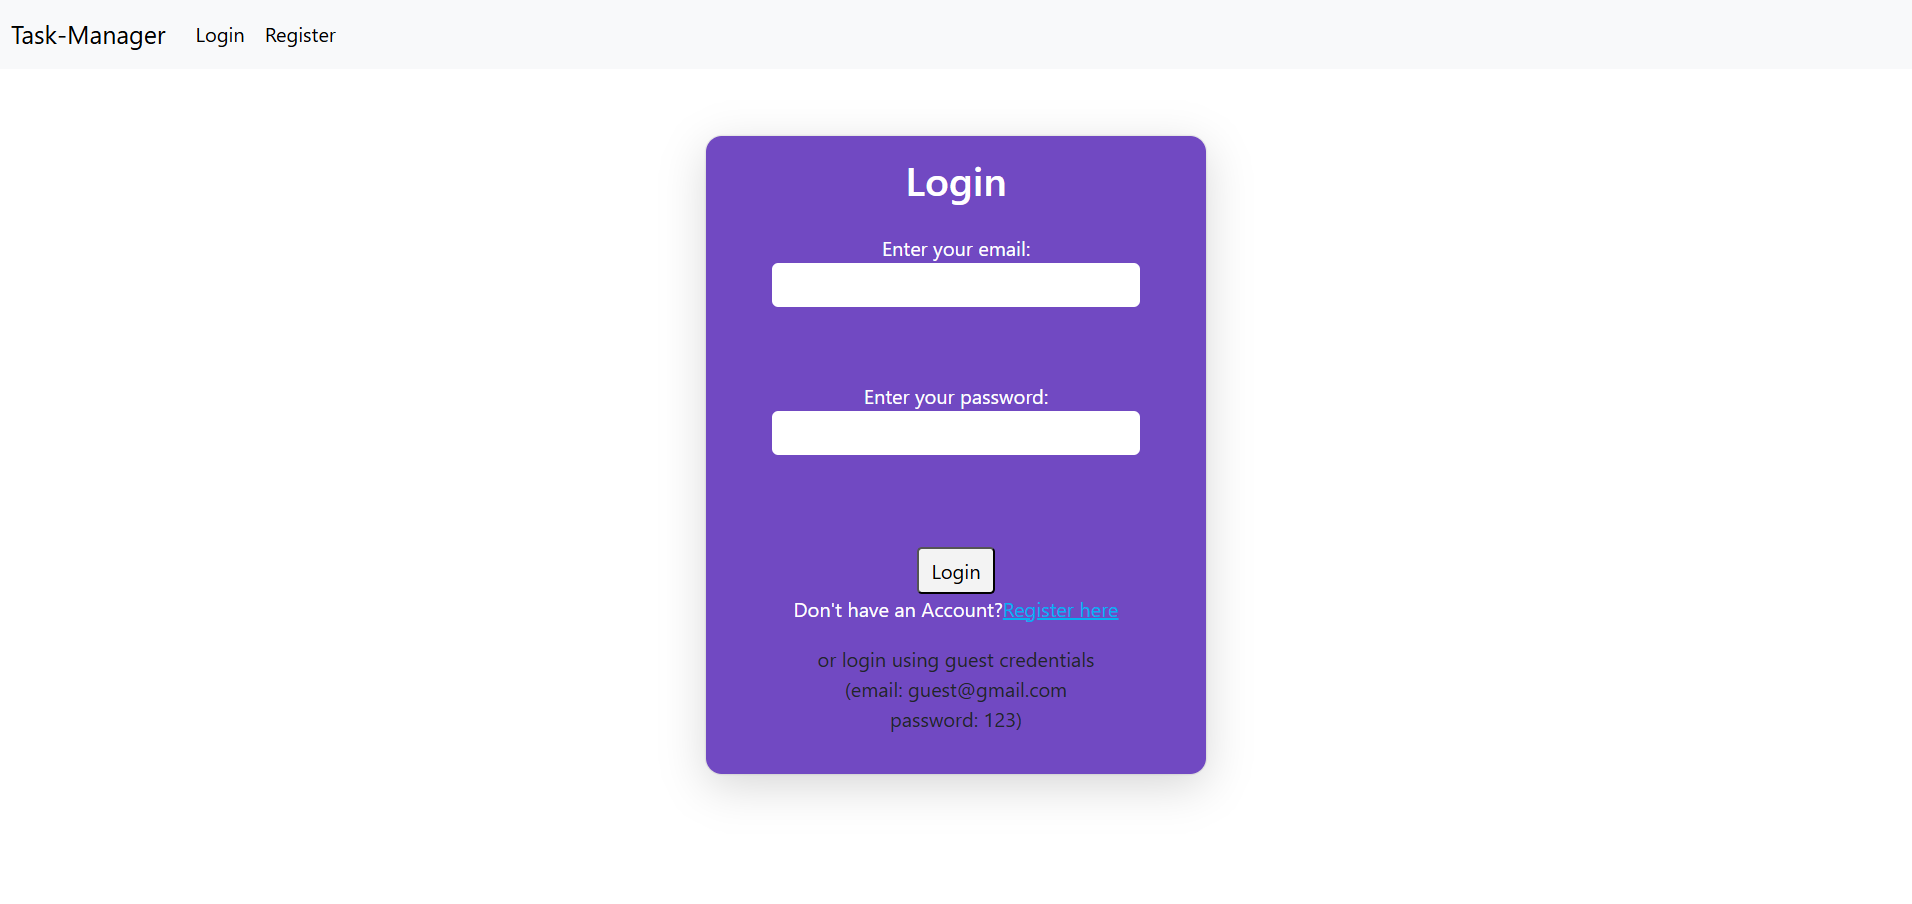 Task-Manager Login Register
Login
Enter your email:
Enter your password:
Login
Don't have an Account?Register here
or login using guest credentials
(email: guest@gmail.com
password: 123)